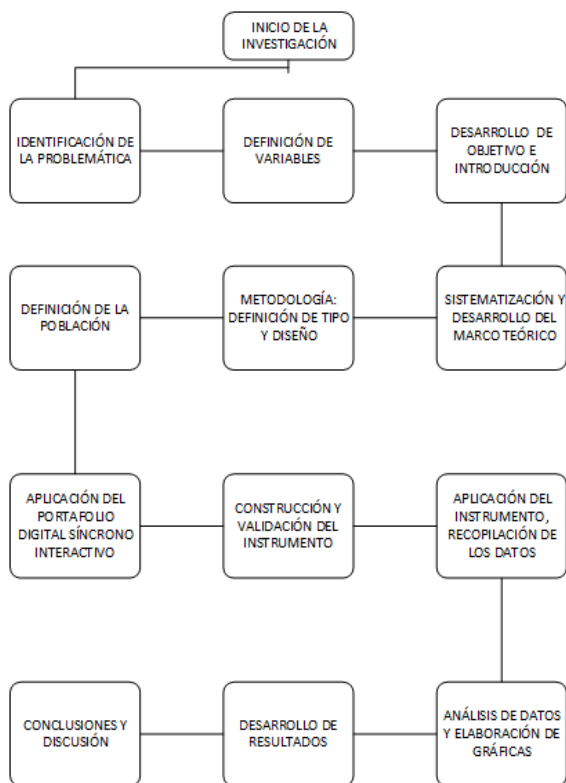 INICIO DE LA
INVESTIGACIÓN
IDENTIFICACIÓN DE
LA PROBLEMÁTICA
DEFINICIÓN DE
VARIABLES
DESARROLLO DE
OBJETIVO E
INTRODUCCIÓN
SISTEMATIZACIÓN Y
DESARROLLO DEL
MARCO TEÓRICO
METODOLOGÍA:
DEFINICIÓN DE TIPO
Y DISEÑO
DEFINICIÓN DE LA
POBLACIÓN
APLICACIÓN DEL
PORTAFOLIO
DIGITAL SÍNCRONO
INTERACTIVO
CONSTRUCCIÓN Y
VALIDACIÓN DEL
INSTRUMENTO
APLICACIÓN DEL
INSTRUMENTO,
RECOPILACIÓN DE
LOS DATOS
ANÁLISIS DE DATOS
Y ELABORACIÓN DE
GRÁFICAS
DESARROLLO DE
RESULTADOS
CONCLUSIONES Y
DISCUSIÓN